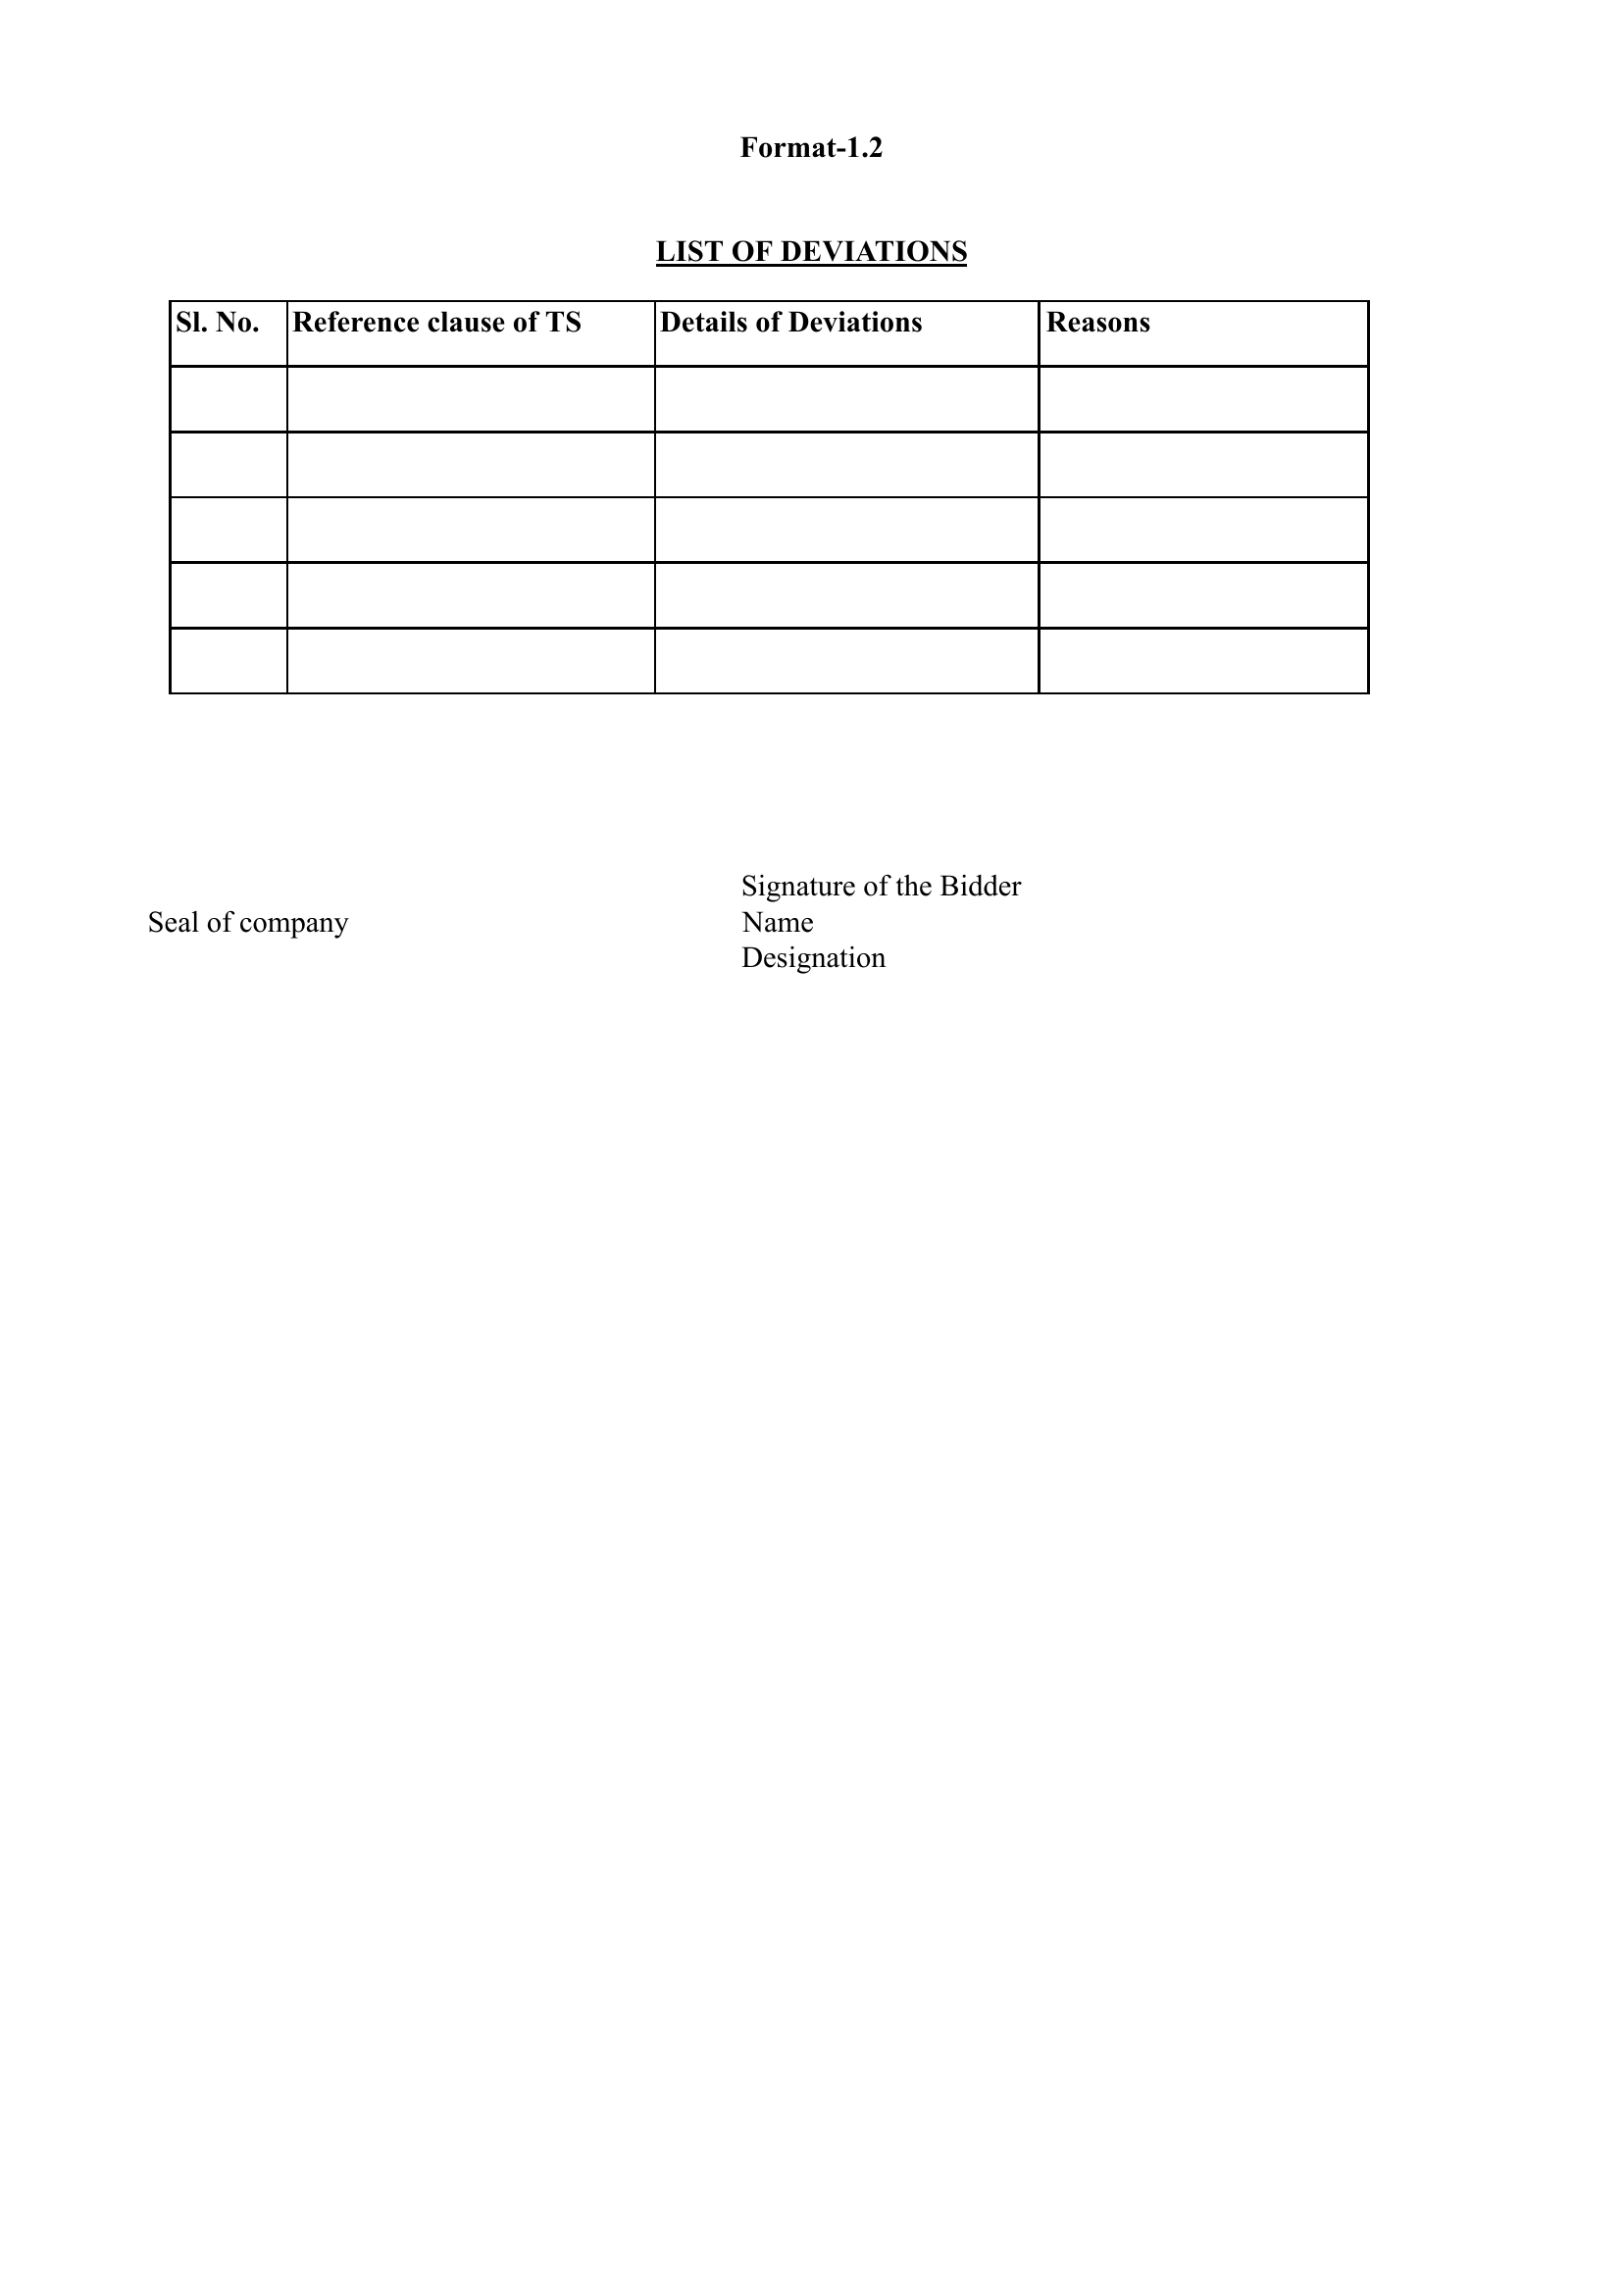 Format-1.2
LIST OF DEVIATIONS
Sl. No. Reference clause of TS Details of Deviations Reasons
Signature of the Bidder
Seal of company Name
Designation